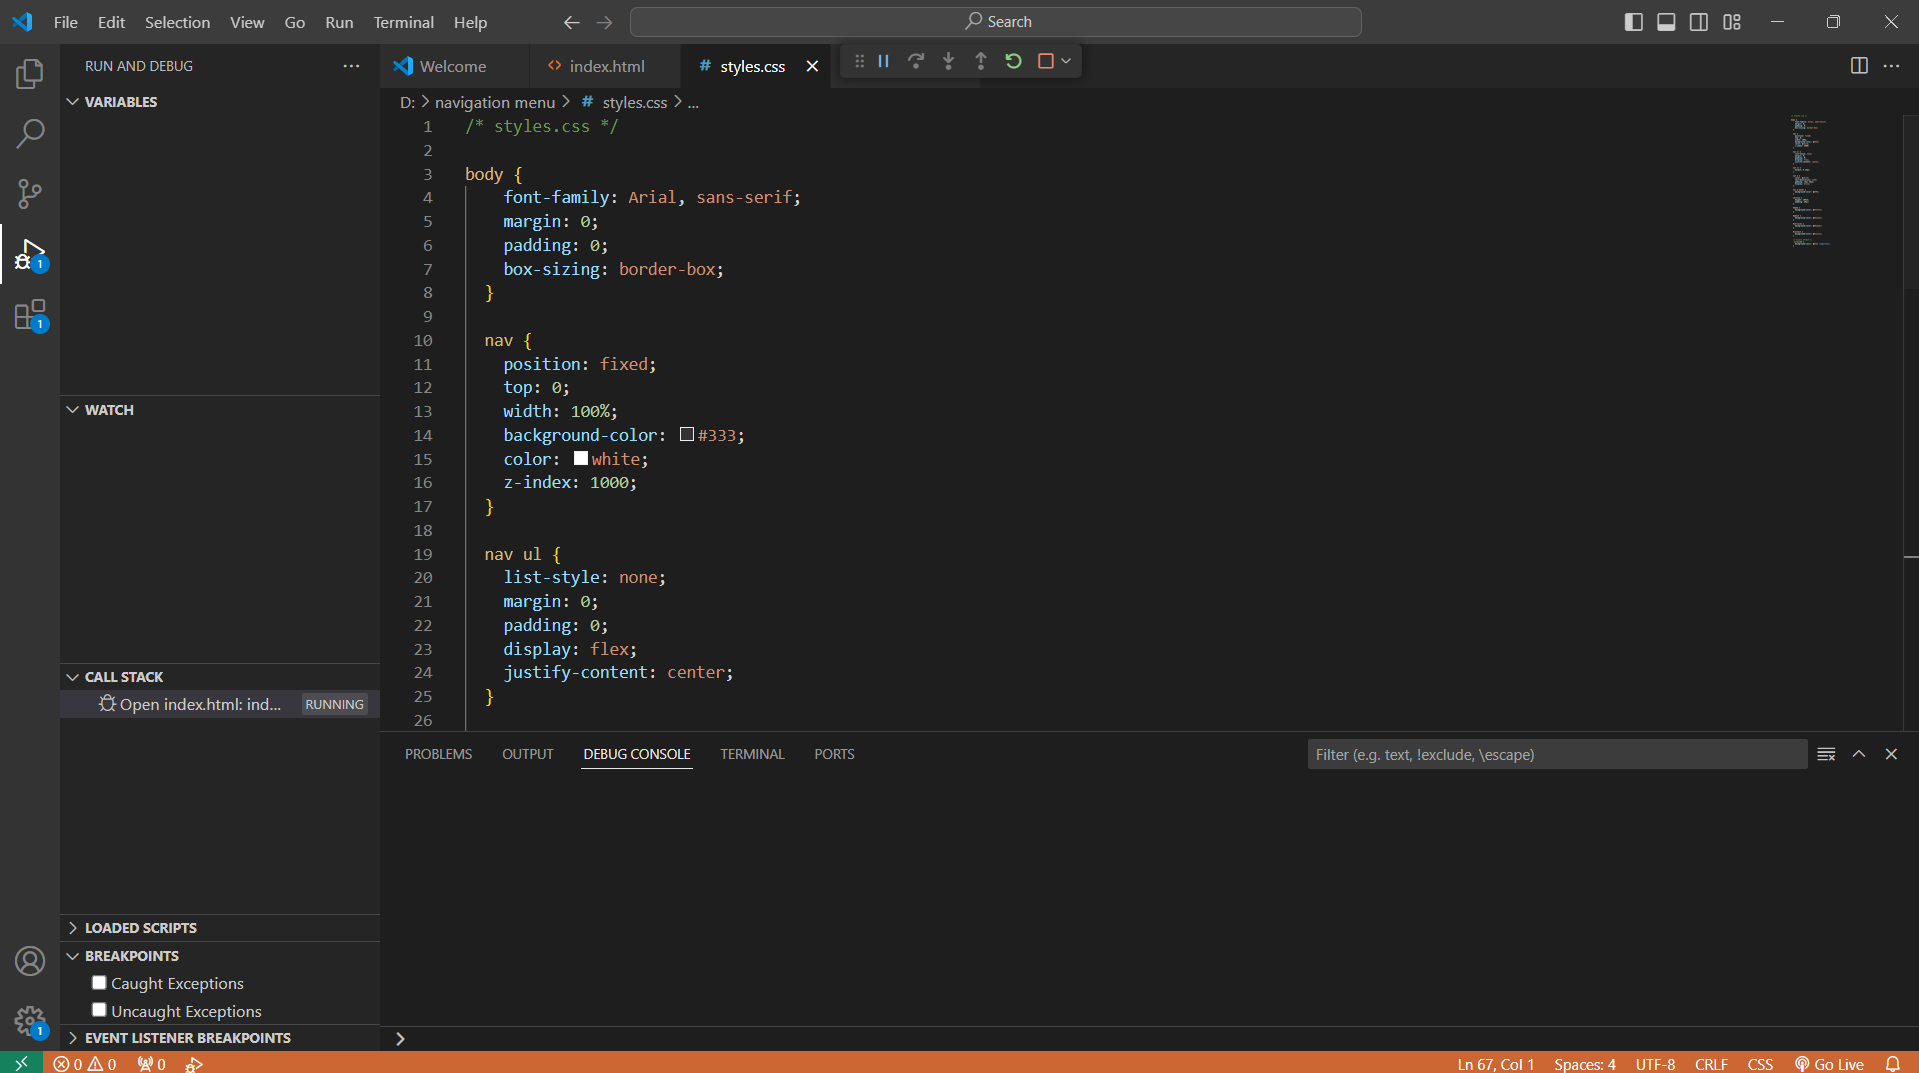 File Edit Selection View Go Run Terminal Help Search
RUN AND DEBUG
VARIABLES
WATCH
CALL STACK
Open index.html: ind... RUNNING
LOADED SCRIPTS
BREAKPOINTS
Caught Exceptions
Uncaught Exceptions
EVENT LISTENER BREAKPOINTS
1
1
1
Welcome index.html # styles.css
D: > navigation menu > # styles.css > ...
1 /* styles.css */
2
3 body {
4 font-family: Arial, sans-serif;
5 margin: 0;
6 padding: 0;
7 box-sizing: border-box;
8 }
9
10 nav {
11 position: fixed;
12 top: 0;
13 width: 100%;
14 background-color: #333;
15 color: white;
16 z-index: 1000;
17 }
18
19 nav ul {
20 list-style: none;
21 margin: 0;
22 padding: 0;
23 display: flex;
24 justify-content: center;
25 }
26
PROBLEMS OUTPUT DEBUG CONSOLE TERMINAL PORTS Filter (e.g. text, !exclude, \escape)
>
0 0 0 Ln 67, Col 1 Spaces: 4 UTF-8 CRLF CSS Go Live